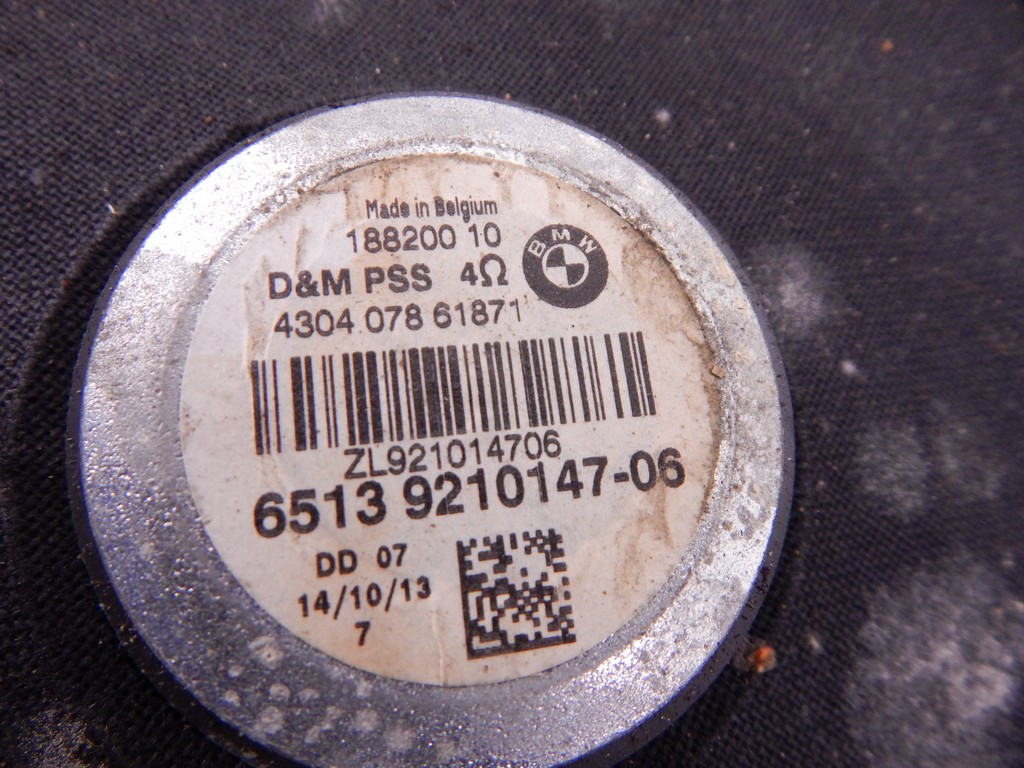 Made in Belgium
188200 10
BMW
D&M PSS 4Ω
4304 078 61871
ZL921014706
6513 9210147-06
DD 07
14/10/13
7